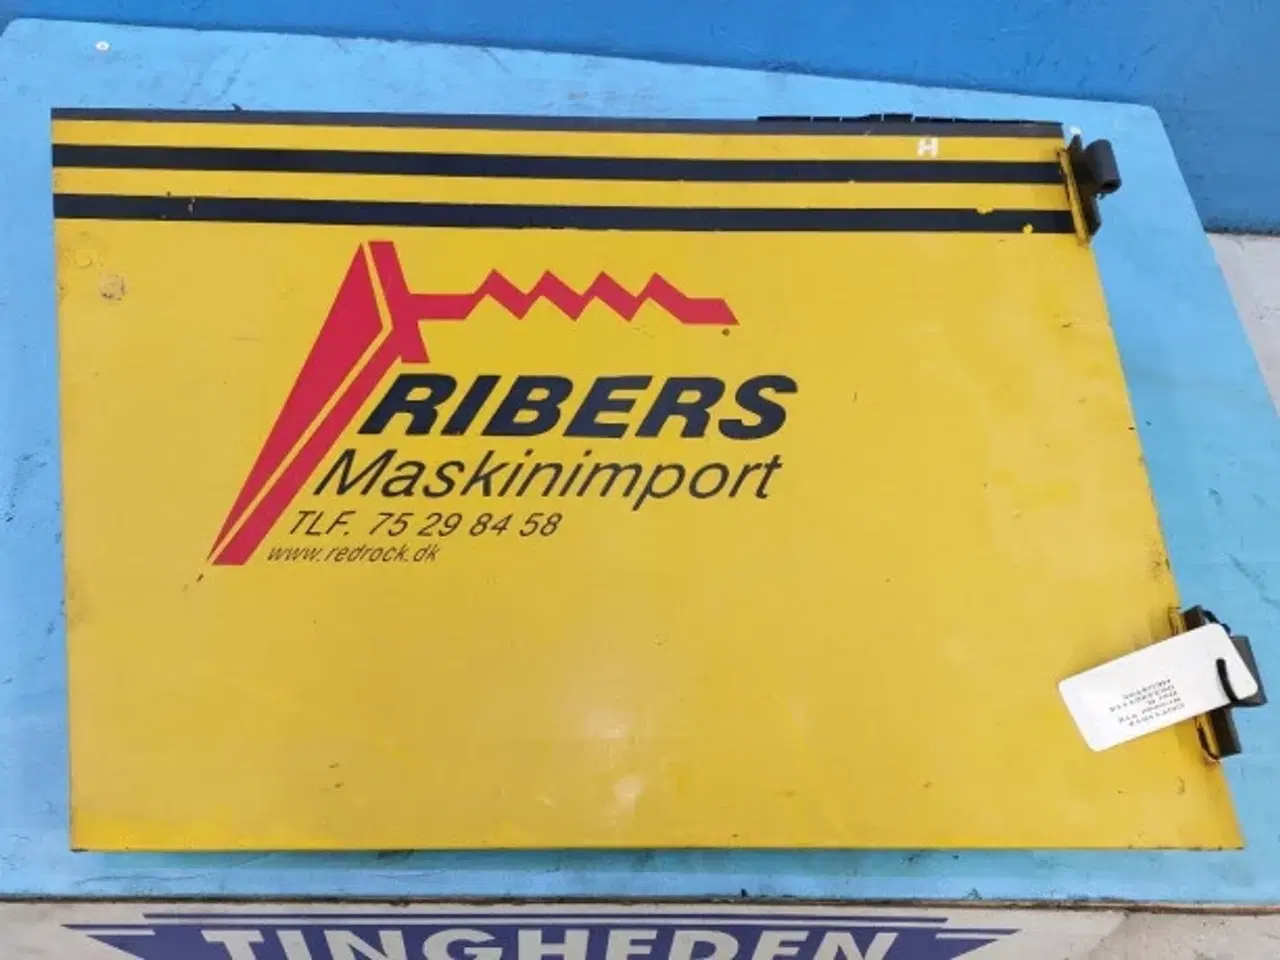 H
RIBERS
Maskinimport
TLF. 75 29 84 58
www.redrock.dk
TINGHEDEN